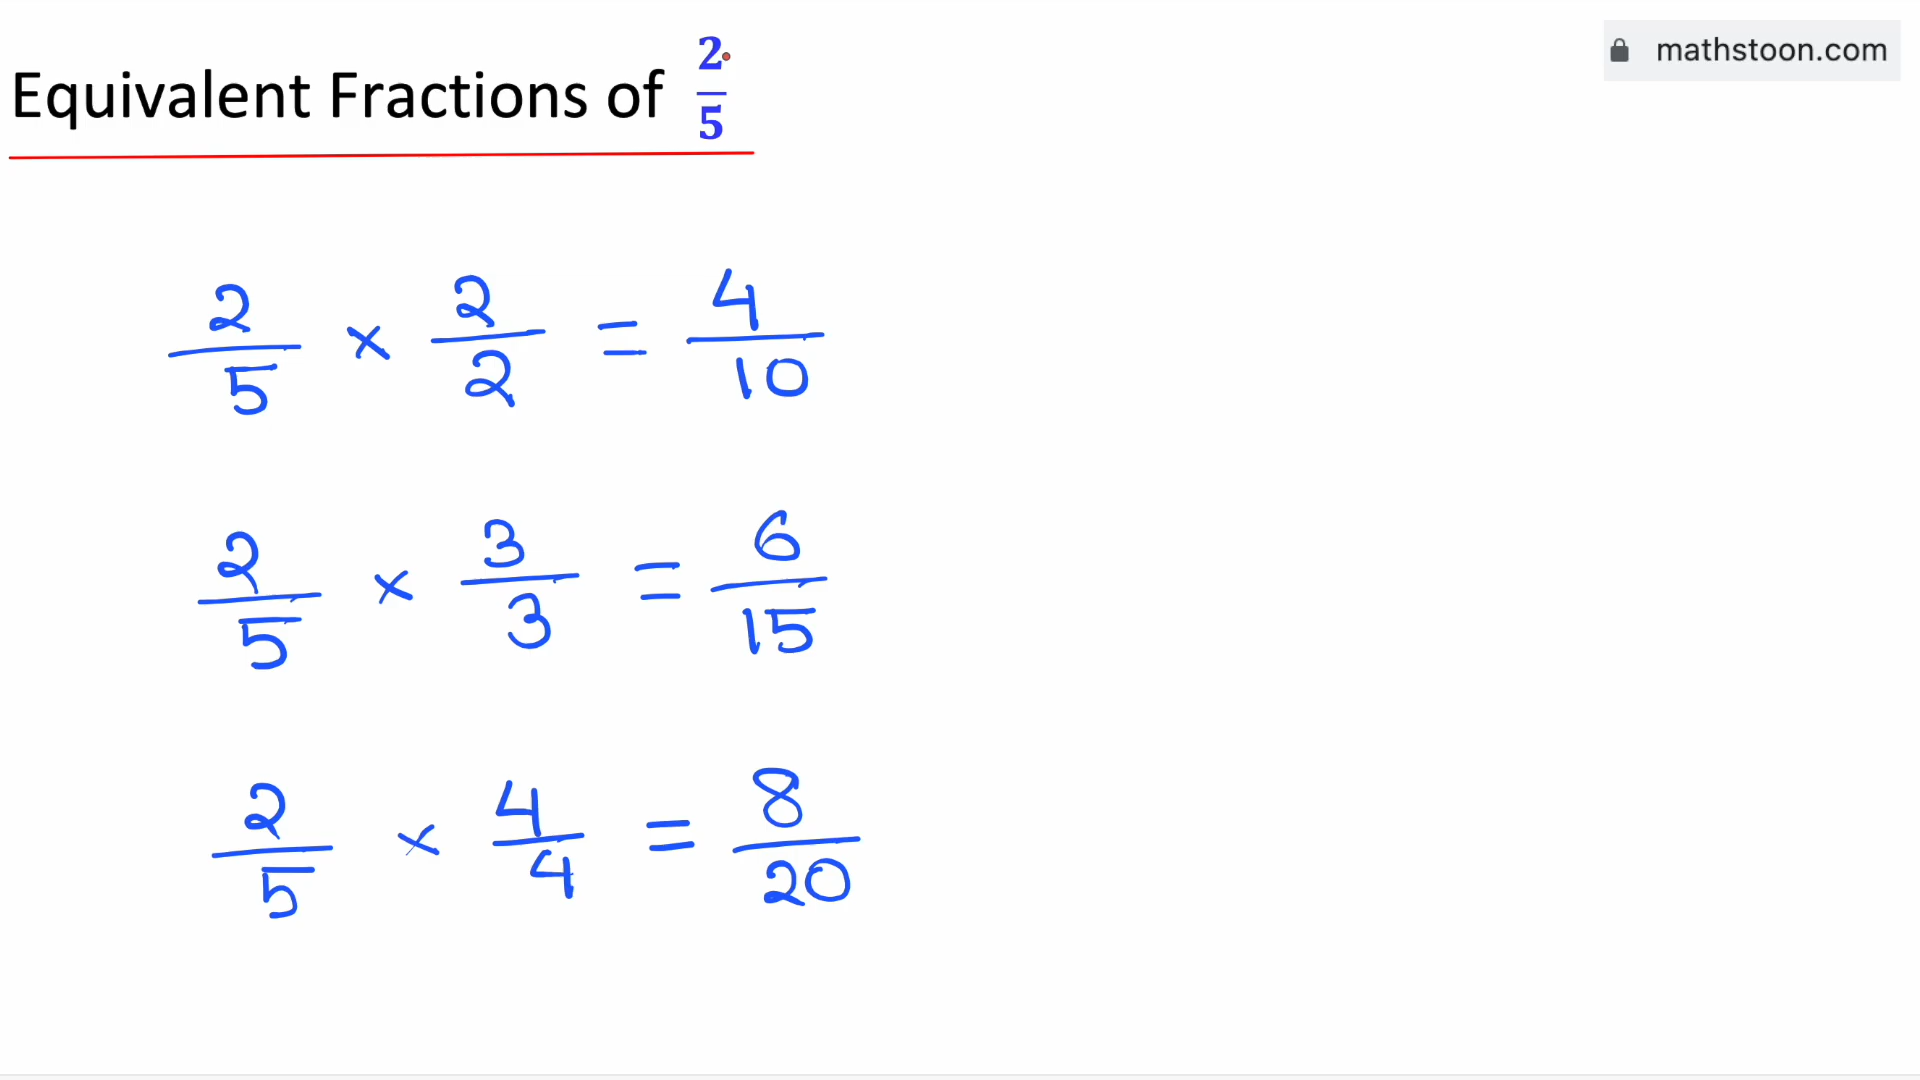 Equivalent Fractions of 2/5
mathstoon.com
2/5 × 2/2 = 4/10
2/5 × 3/3 = 6/15
2/5 × 4/4 = 8/20